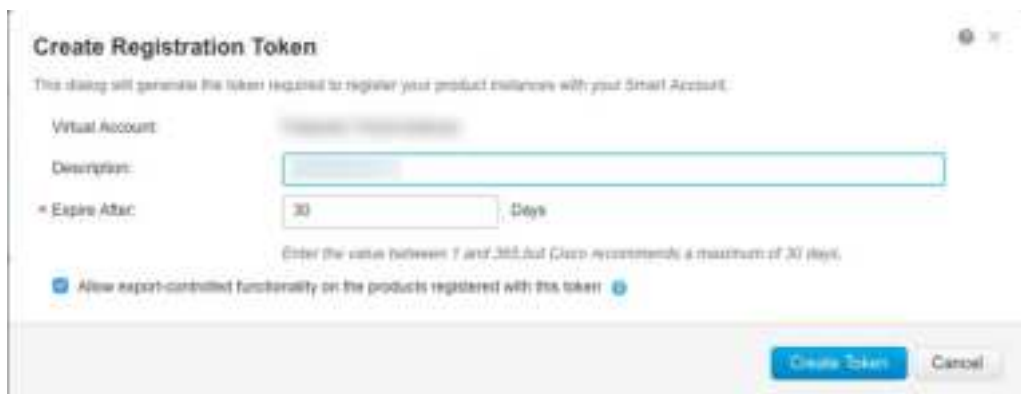 Create Registration Token
This dialog will generate the token required to register your product instances with your Smart Account.
Virtual Account:
Description:
* Expire After: 30 Days
Enter the value between 1 and 365,but Cisco recommends a maximum of 30 days.
Allow export-controlled functionality on the products registered with this token
Create Token Cancel